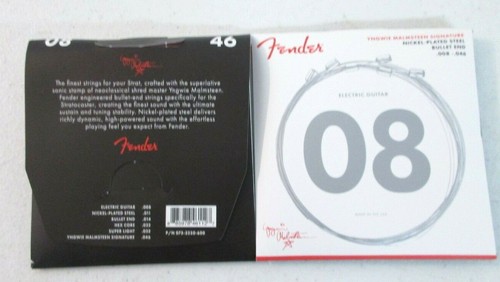 08 46
The finest strings for your Strat, crafted with the superlative
sonic stamp of neoclassical shred master Yngwie Malmsteen.
Fender engineered bullet-end strings specifically for the
Stratocaster, creating the finest sound with the ultimate
sustain and tuning stability. Nickel-plated steel delivers
richly dynamic, high-powered sound with the effortless
playing feel you expect from Fender.
Fender
ELECTRIC GUITAR .008
NICKEL-PLATED STEEL .011
BULLET END .014
HEX CORE .022
SUPER LIGHT .032
YNGWIE MALMSTEEN SIGNATURE .046
Fender
YNGWIE MALMSTEEN SIGNATURE
NICKEL-PLATED STEEL
BULLET END
.008 - .046
ELECTRIC GUITAR
08